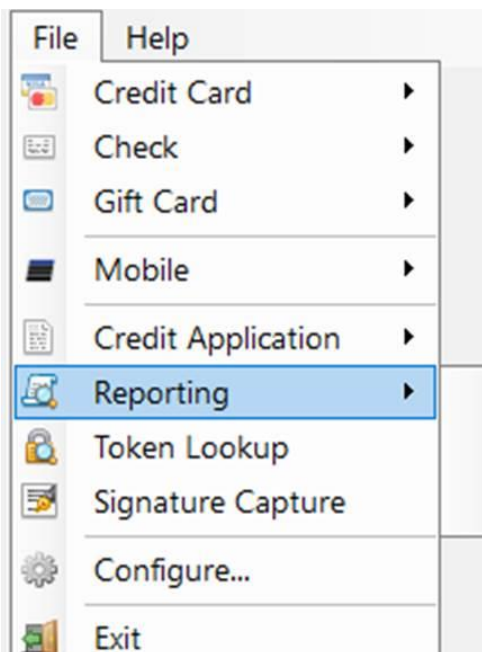 File Help
Credit Card
Check
Gift Card
Mobile
Credit Application
Reporting
Token Lookup
Signature Capture
Configure...
Exit